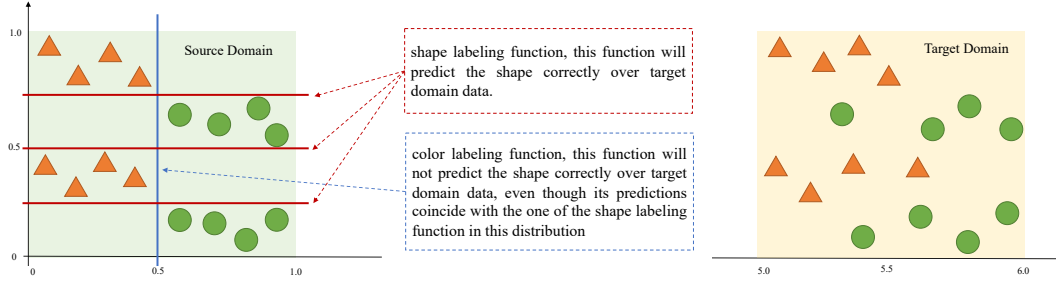 1.0
Source Domain
0.5
0
0
0.5
1.0
shape labeling function, this function will
predict the shape correctly over target
domain data.
color labeling function, this function will
not predict the shape correctly over target
domain data, even though its predictions
coincide with the one of the shape labeling
function in this distribution
Target Domain
5.0
5.5
6.0